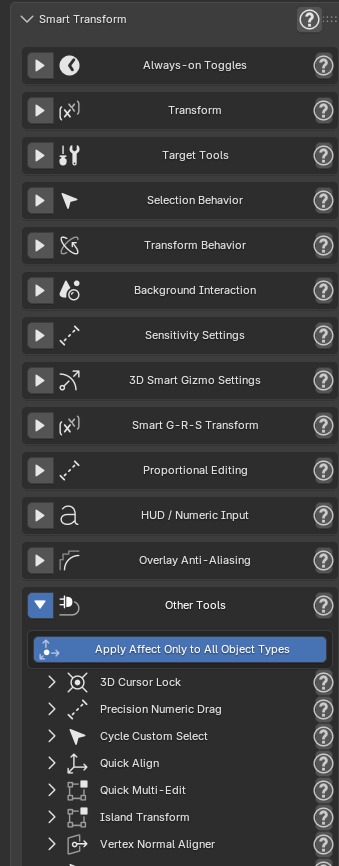 Smart Transform
Always-on Toggles
Transform
Target Tools
Selection Behavior
Transform Behavior
Background Interaction
Sensitivity Settings
3D Smart Gizmo Settings
Smart G-R-S Transform
Proportional Editing
HUD / Numeric Input
Overlay Anti-Aliasing
Other Tools
Apply Affect Only to All Object Types
3D Cursor Lock
Precision Numeric Drag
Cycle Custom Select
Quick Align
Quick Multi-Edit
Island Transform
Vertex Normal Aligner